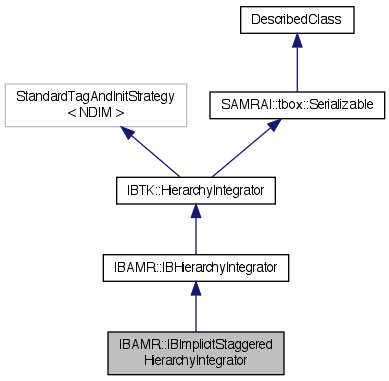 DescribedClass
StandardTagAndInitStrategy
< NDIM >
SAMRAI::tbox::Serializable
IBTK::HierarchyIntegrator
IBAMR::IBHierarchyIntegrator
IBAMR::IBImplicitStaggered
HierarchyIntegrator